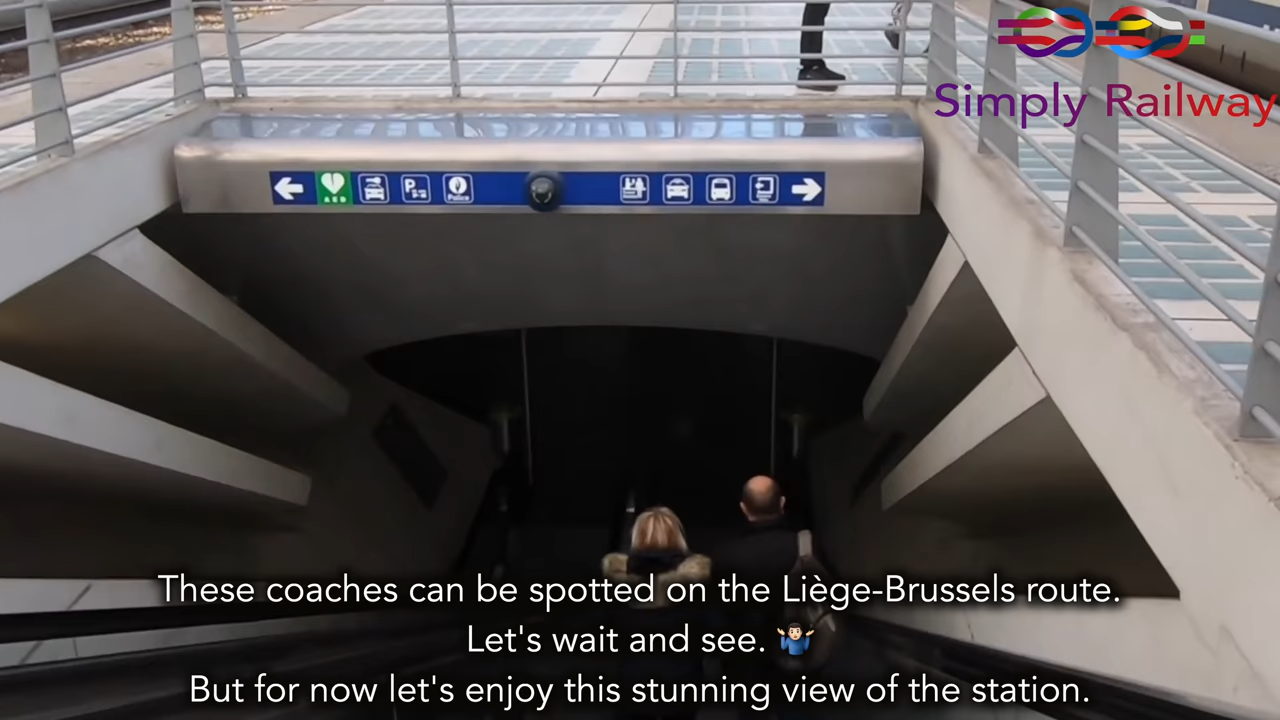 Simply Railway
AED
P
Police
These coaches can be spotted on the Liège-Brussels route.
Let's wait and see. 🤷🏻‍♂️
But for now let's enjoy this stunning view of the station.